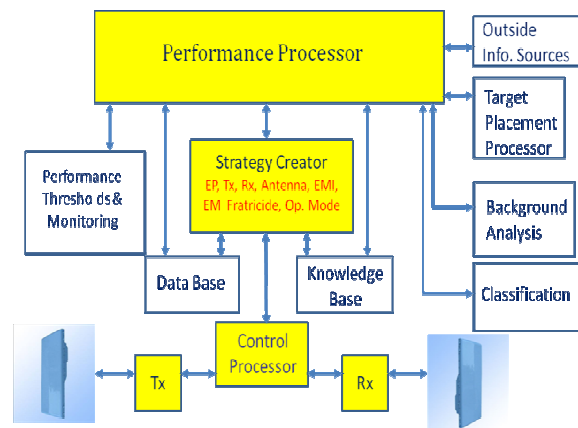 Performance Processor
Outside
Info. Sources
Target
Placement
Processor
Strategy Creator
EP, Tx, Rx, Antenna, EMI,
EM Fratricide, Op. Mode
Performance
Thresho ds&
Monitoring
Background
Analysis
Data Base
Knowledge
Base
Classification
Control
Processor
Tx
Rx